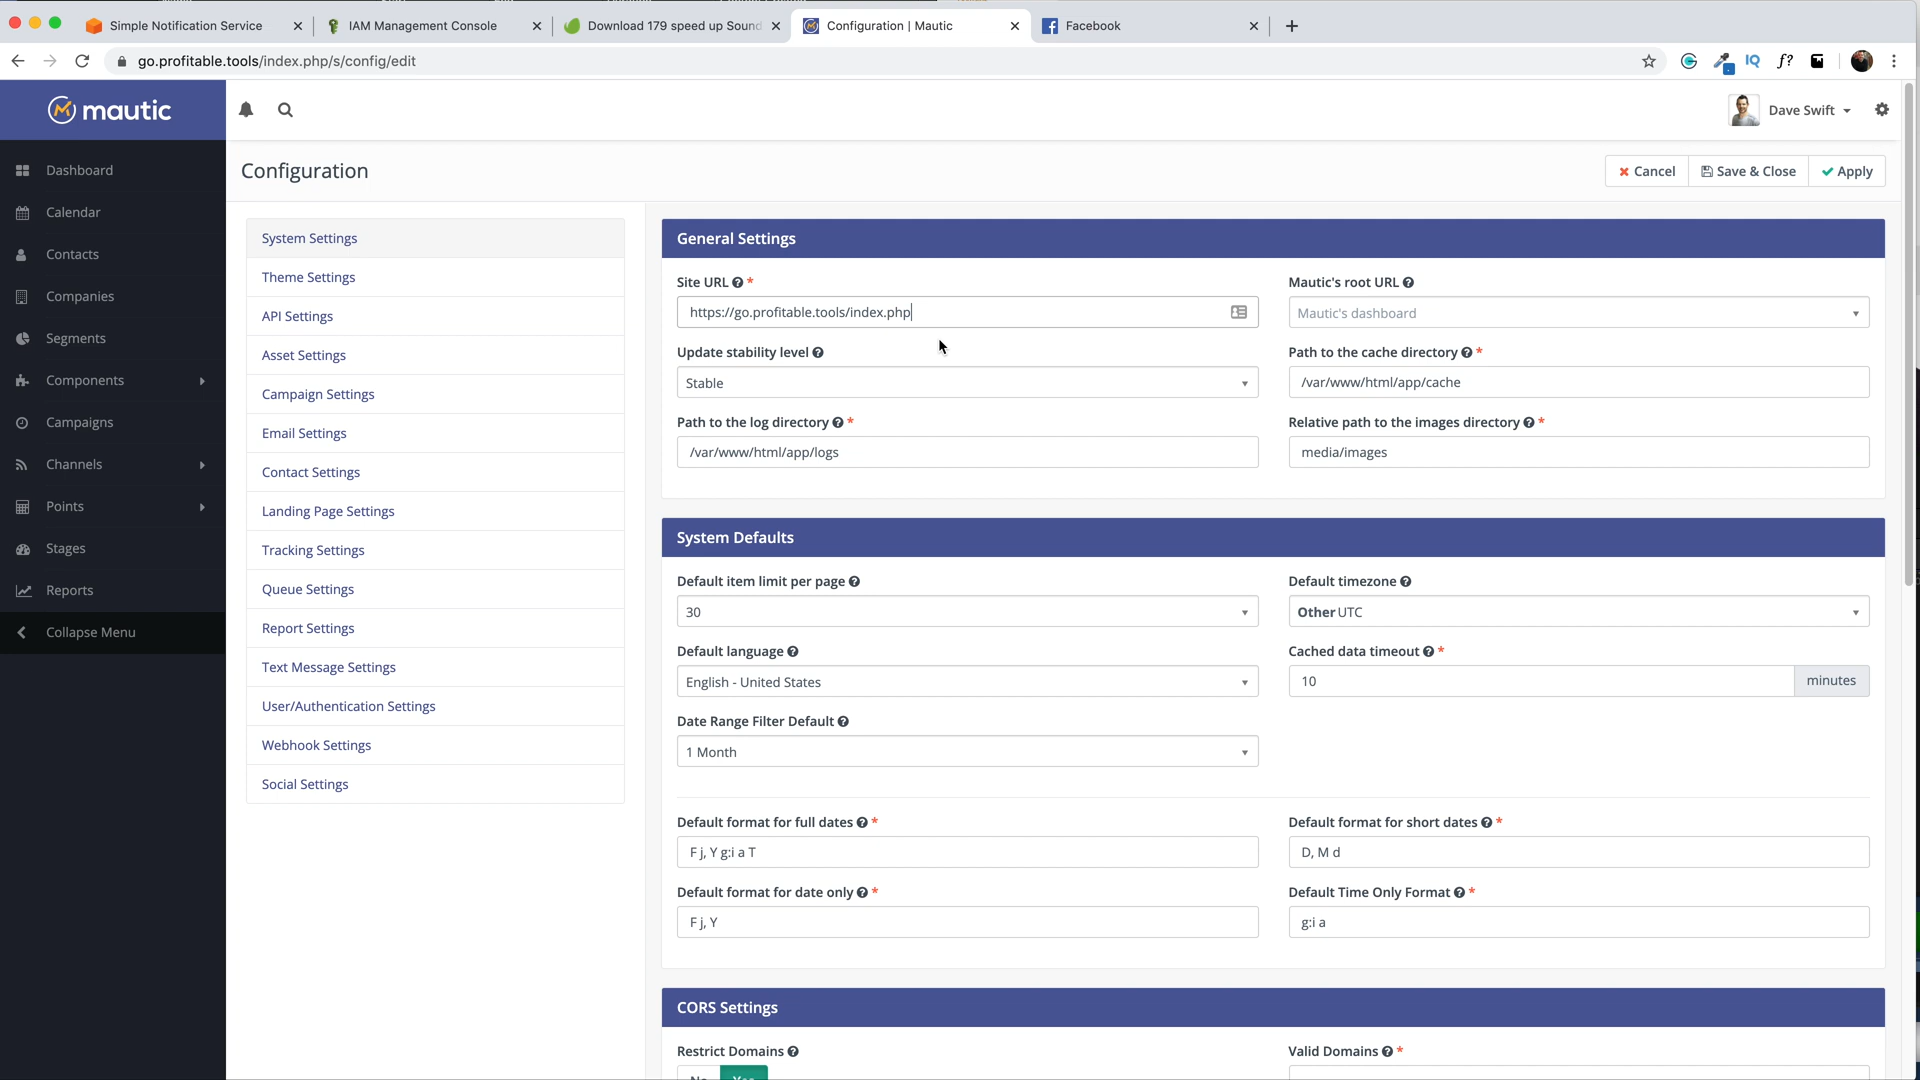 Simple Notification Service
IAM Management Console
Download 179 speed up Sound
Configuration | Mautic
Facebook
go.profitable.tools/index.php/s/config/edit
IQ
f?
mautic
Dave Swift
Dashboard
Calendar
Contacts
Companies
Segments
Components
Campaigns
Channels
Points
Stages
Reports
Collapse Menu
Configuration
Cancel
Save & Close
Apply
System Settings
Theme Settings
API Settings
Asset Settings
Campaign Settings
Email Settings
Contact Settings
Landing Page Settings
Tracking Settings
Queue Settings
Report Settings
Text Message Settings
User/Authentication Settings
Webhook Settings
Social Settings
General Settings
Site URL *
https://go.profitable.tools/index.php
Mautic's root URL
Mautic's dashboard
Update stability level
Stable
Path to the cache directory *
/var/www/html/app/cache
Path to the log directory *
/var/www/html/app/logs
Relative path to the images directory *
media/images
System Defaults
Default item limit per page
30
Default timezone
Other UTC
Default language
English - United States
Cached data timeout *
10 minutes
Date Range Filter Default
1 Month
Default format for full dates *
F j, Y g:i a T
Default format for short dates *
D, M d
Default format for date only *
F j, Y
Default Time Only Format *
g:i a
CORS Settings
Restrict Domains
No Yes
Valid Domains *